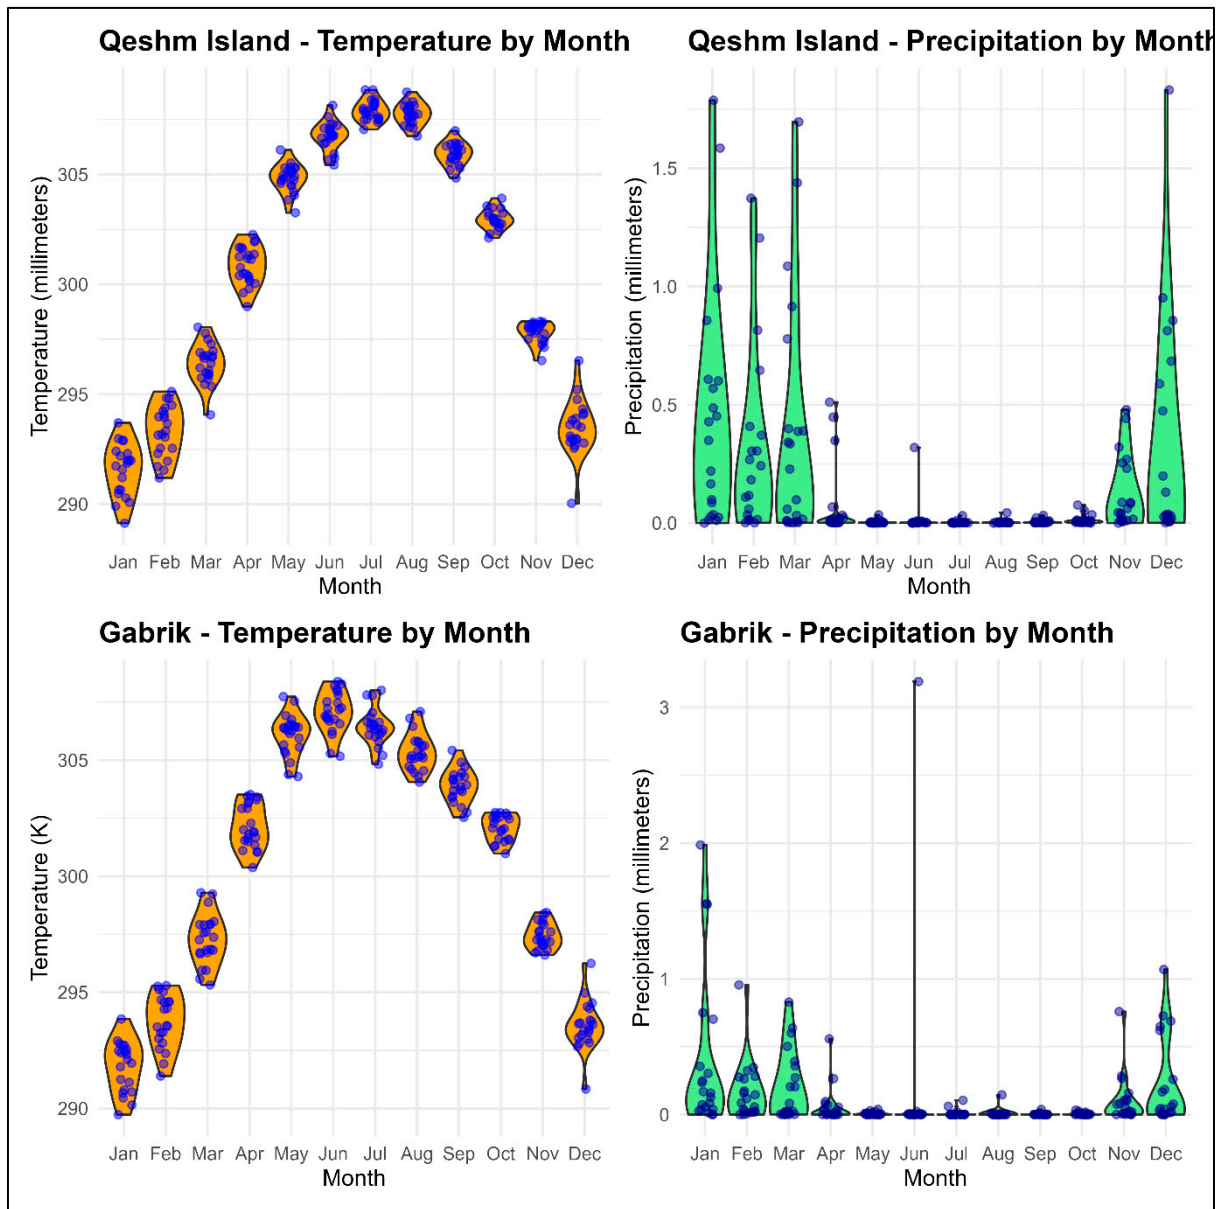 Qeshm Island - Temperature by Month
Temperature (millimeters)
305
300
295
290
Jan Feb Mar Apr May Jun Jul Aug Sep Oct Nov Dec
Month
Qeshm Island - Precipitation by Month
Precipitation (millimeters)
1.5
1.0
0.5
0.0
Jan Feb Mar Apr May Jun Jul Aug Sep Oct Nov Dec
Month
Gabrik - Temperature by Month
Temperature (K)
305
300
295
290
Jan Feb Mar Apr May Jun Jul Aug Sep Oct Nov Dec
Month
Gabrik - Precipitation by Month
Precipitation (millimeters)
3
2
1
0
Jan Feb Mar Apr May Jun Jul Aug Sep Oct Nov Dec
Month